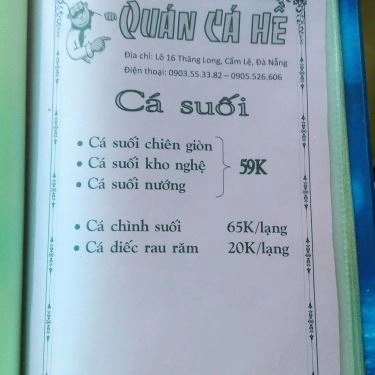 QUÁN CÁ HỀ
Địa chỉ: Lô 16 Thăng Long, Cẩm Lệ, Đà Nẵng
Điện thoại: 0903.55.33.82 – 0905.526.606
Cá suối
• Cá suối chiên giòn
• Cá suối kho nghệ 59K
• Cá suối nướng
• Cá chình suối 65K/lạng
• Cá diếc rau răm 20K/lạng